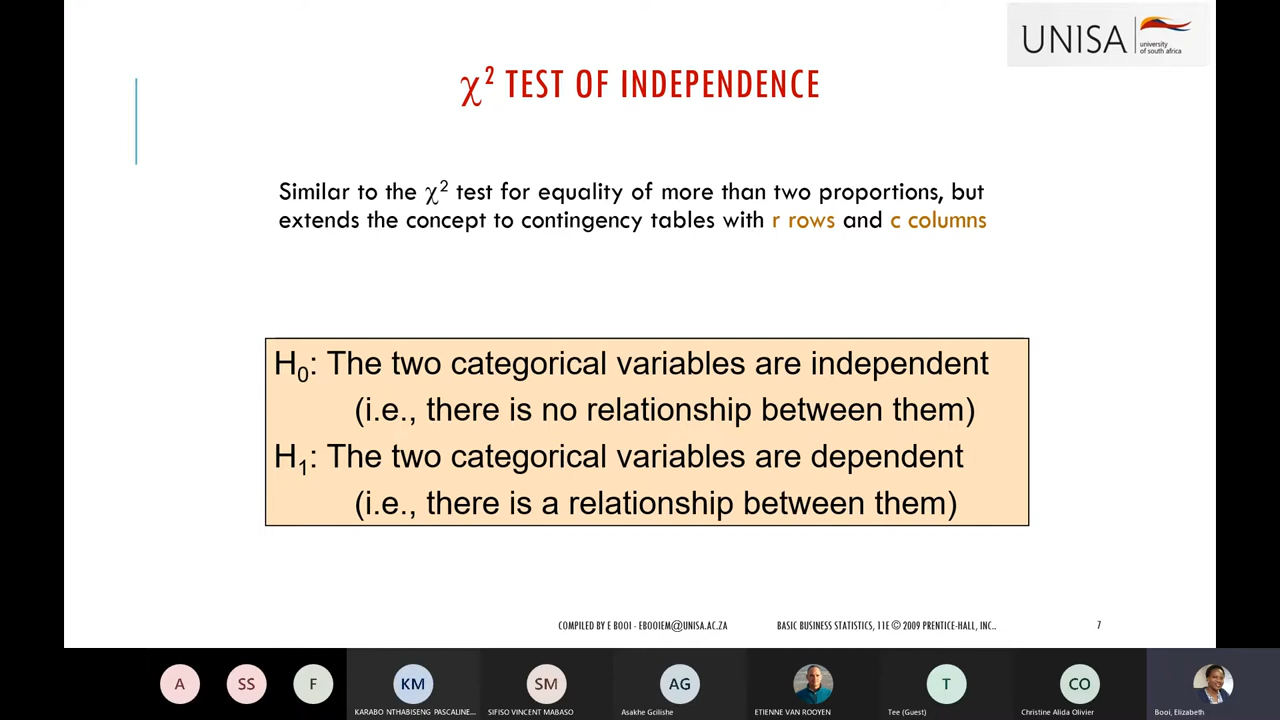 UNISA
university
of south africa
χ² TEST OF INDEPENDENCE
Similar to the χ² test for equality of more than two proportions, but
extends the concept to contingency tables with r rows and c columns
H₀: The two categorical variables are independent
(i.e., there is no relationship between them)
H₁: The two categorical variables are dependent
(i.e., there is a relationship between them)
COMPILED BY E BOOI - EBOOIEM@UNISA.AC.ZA
BASIC BUSINESS STATISTICS, 11E © 2009 PRENTICE-HALL, INC..
7
A
SS
F
KM
SM
AG
T
CO
KARABO NTHABISENG PASCALINE...
SIFISO VINCENT MABASO
Asakhe Gcilishe
ETIENNE VAN ROOYEN
Tee (Guest)
Christine Alida Olivier
Booi, Elizabeth